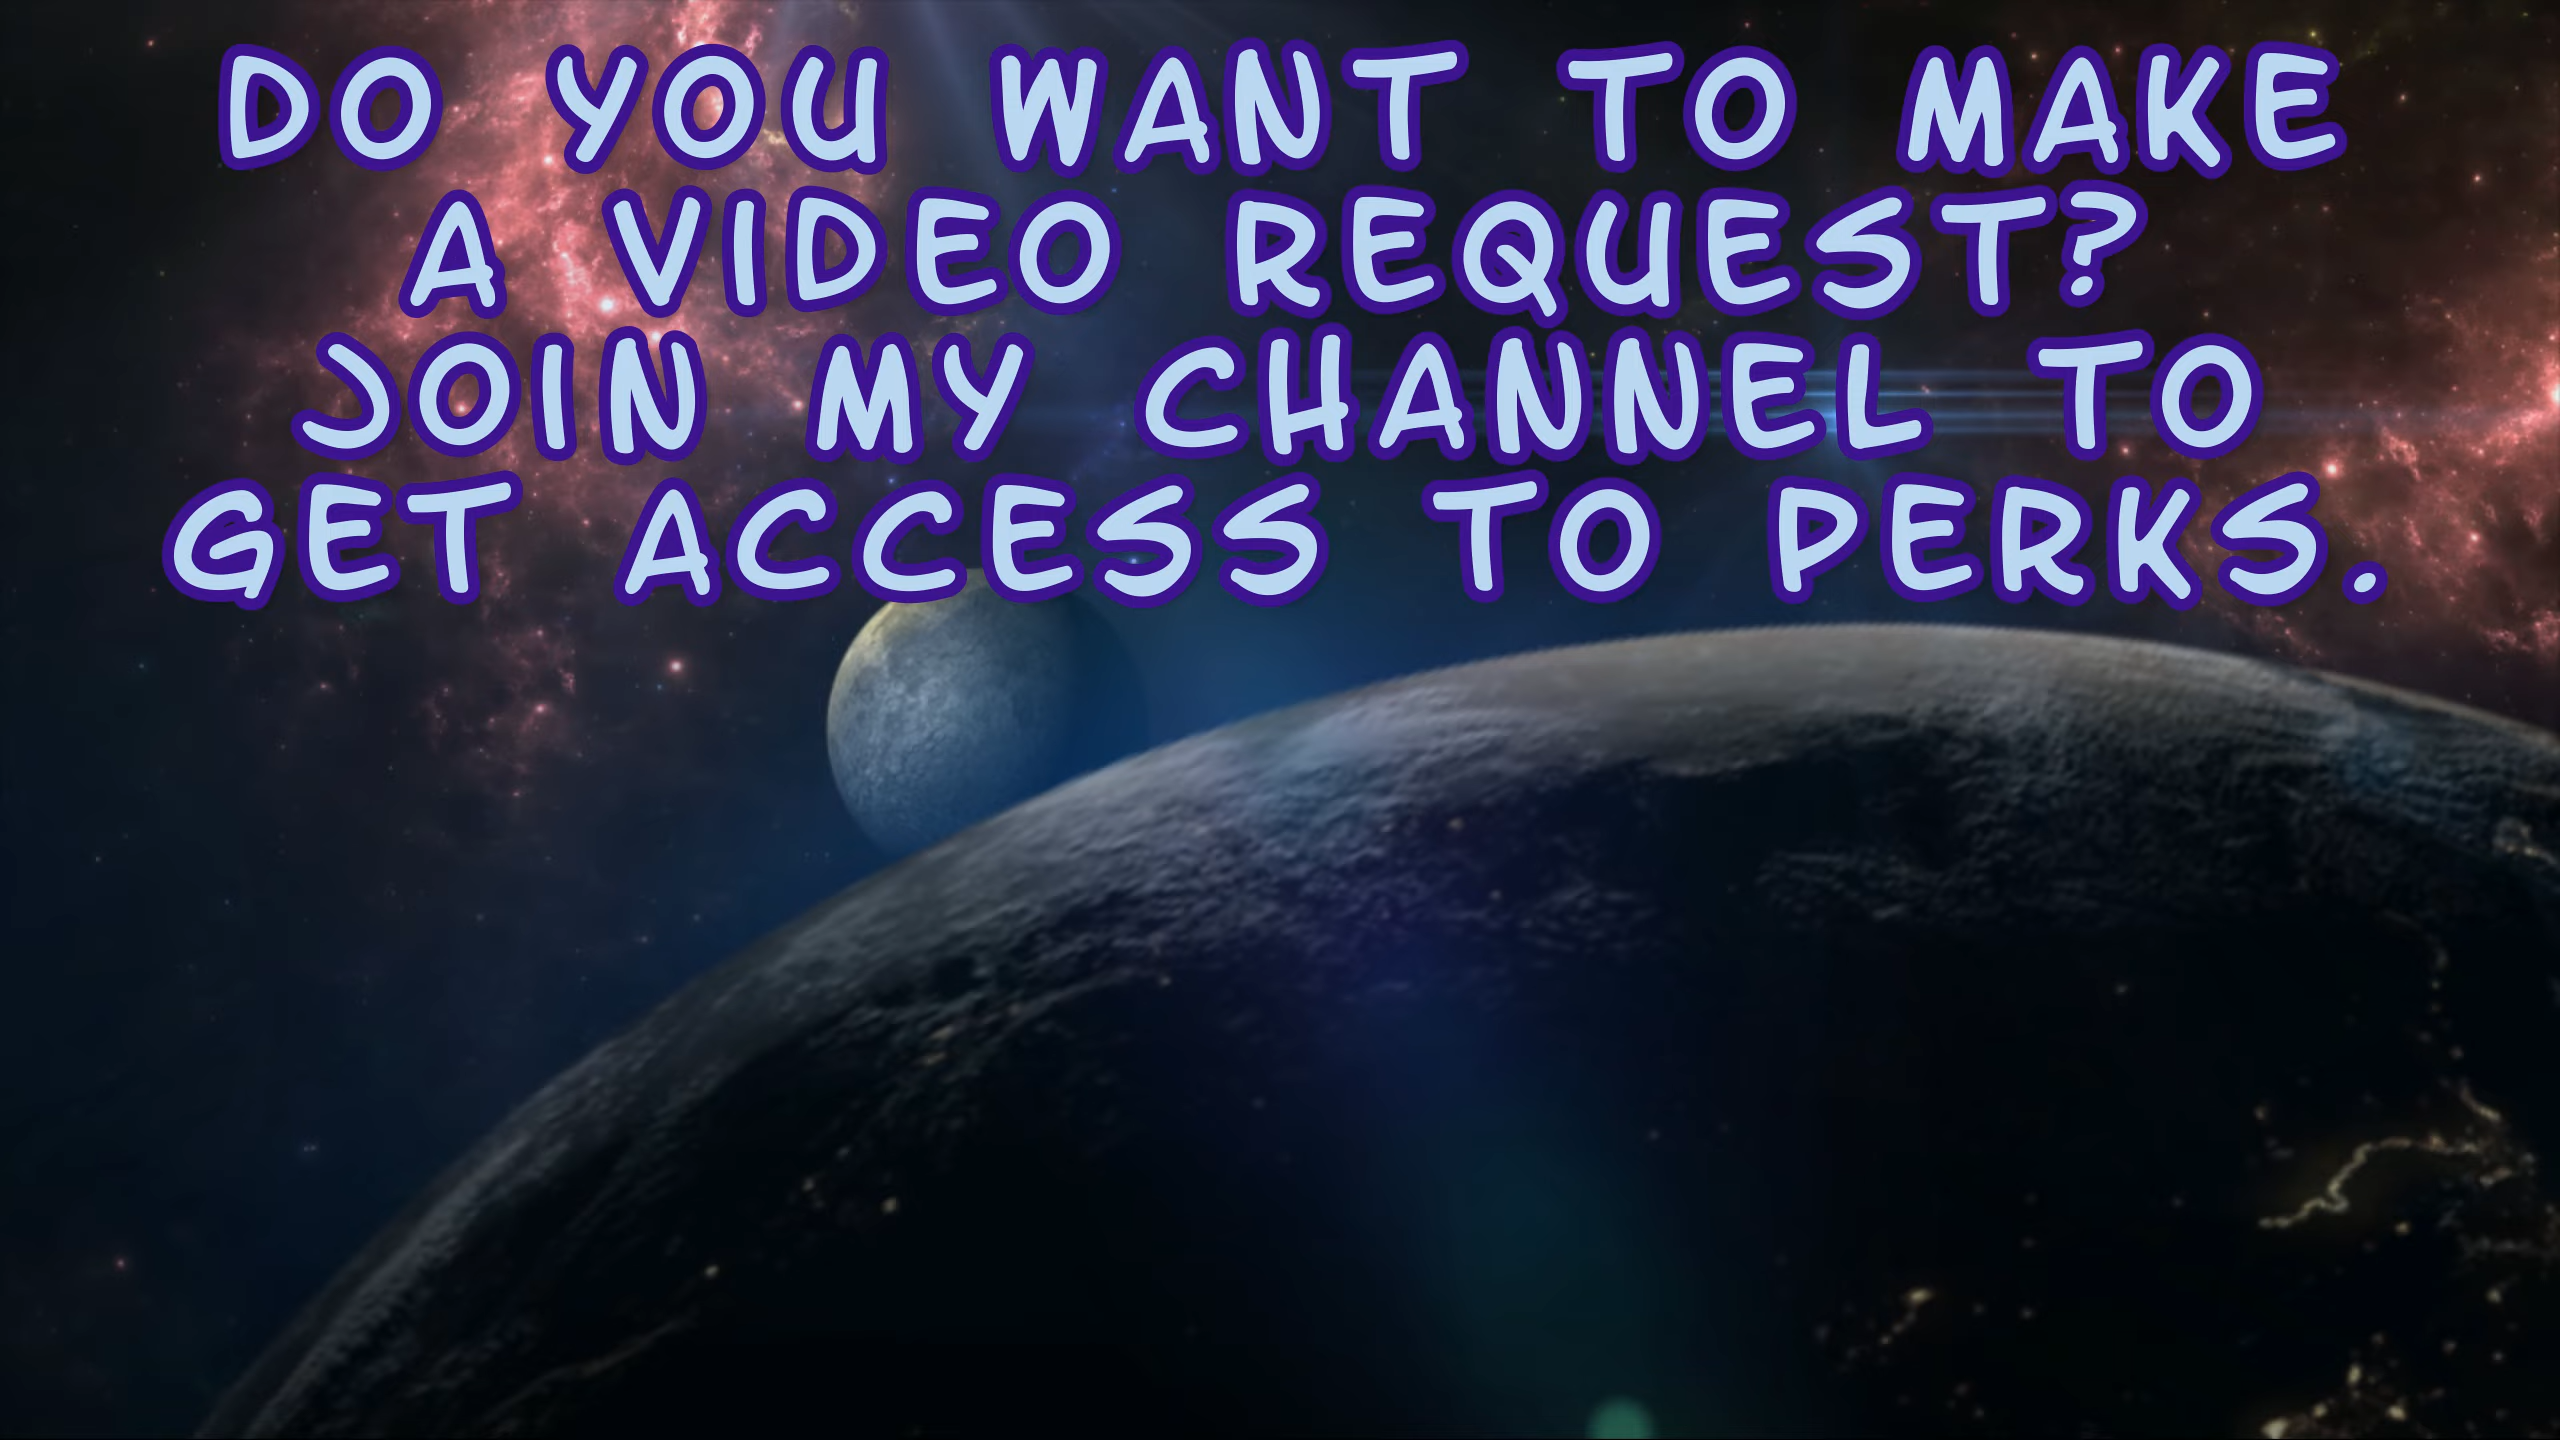 DO YOU WANT TO MAKE
A VIDEO REQUEST?
JOIN MY CHANNEL TO
GET ACCESS TO PERKS.